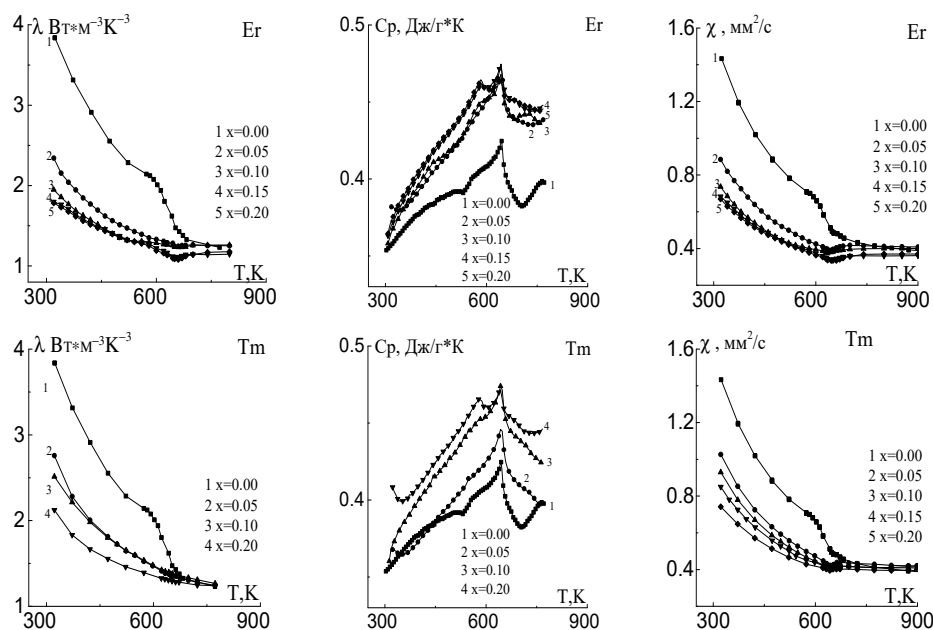 4
λ Вт*м⁻³К⁻³
Er
1
3
1 x=0.00
2 x=0.05
3 x=0.10
4 x=0.15
5 x=0.20
2
2
3
4
5
1
T,K
300
600
900
0.5
Cp, Дж/г*К
Er
4
5
2
3
0.4
1
1 x=0.00
2 x=0.05
3 x=0.10
4 x=0.15
5 x=0.20
T,K
300
600
900
1.6
χ , мм²/с
Er
1
1.2
1 x=0.00
2 x=0.05
3 x=0.10
4 x=0.15
5 x=0.20
2
0.8
3
4
5
0.4
T,K
300
600
900
4
λ Вт*м⁻³К⁻³
Tm
1
3
2
3
4
2
1 x=0.00
2 x=0.05
3 x=0.10
4 x=0.20
1
T,K
300
600
900
0.5
Cp, Дж/г*К
Tm
4
3
2
1
0.4
1 x=0.00
2 x=0.05
3 x=0.10
4 x=0.20
T,K
300
600
900
1.6
χ , мм²/с
Tm
1.2
1 x=0.00
2 x=0.05
3 x=0.10
4 x=0.15
5 x=0.20
0.8
0.4
T,K
300
600
900